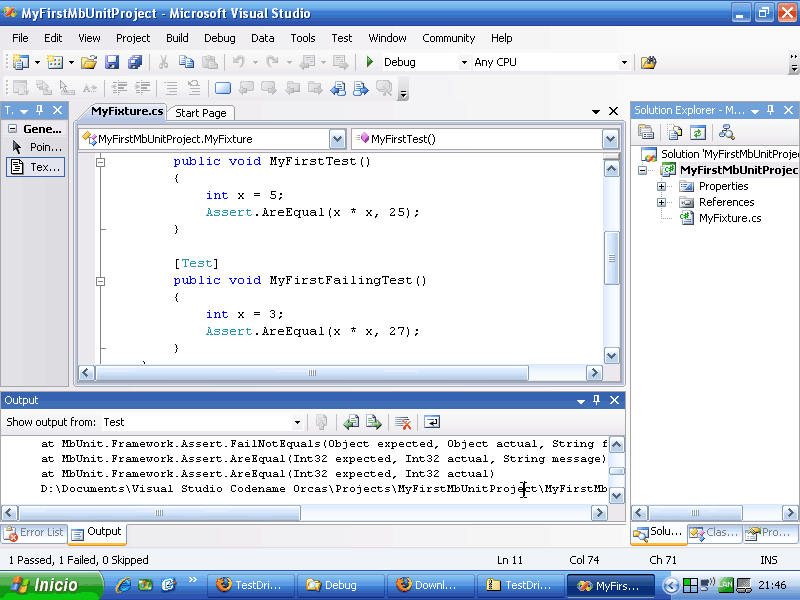 MyFirstMbUnitProject - Microsoft Visual Studio
File Edit View Project Build Debug Data Tools Test Window Community Help
Debug Any CPU
T.. MyFixture.cs Start Page Solution Explorer - M...
Gene...
Poin...
Tex...
MyFirstMbUnitProject.MyFixture MyFirstTest()
public void MyFirstTest()
{
int x = 5;
Assert.AreEqual(x * x, 25);
}
[Test]
public void MyFirstFailingTest()
{
int x = 3;
Assert.AreEqual(x * x, 27);
}
Solution 'MyFirstMbUnitProje
MyFirstMbUnitProjec
Properties
References
MyFixture.cs
Output
Show output from: Test
at MbUnit.Framework.Assert.FailNotEquals(Object expected, Object actual, String f
at MbUnit.Framework.Assert.AreEqual(Int32 expected, Int32 actual, String message)
at MbUnit.Framework.Assert.AreEqual(Int32 expected, Int32 actual)
D:\Documents\Visual Studio Codename Orcas\Projects\MyFirstMbUnitProject\MyFirstMb
Error List Output Solu... Clas... Pro...
1 Passed, 1 Failed, 0 Skipped Ln 11 Col 74 Ch 71 INS
Inicio TestDri... Debug Downl... TestDri... MyFirs... 21:46